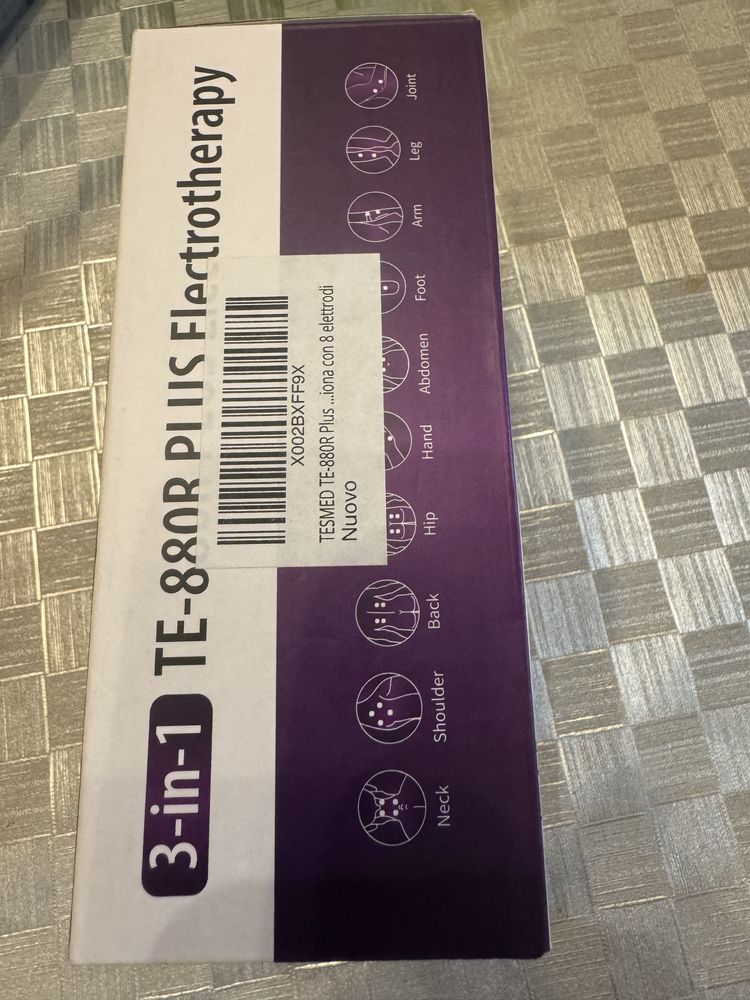 3-in-1 TE-880R PLUS Electrotherapy
X002BXFF9X
TESMED TE-880R Plus ...iona con 8 elettrodi
Nuovo
Neck
Shoulder
Back
Hip
Hand
Abdomen
Foot
Arm
Leg
Joint